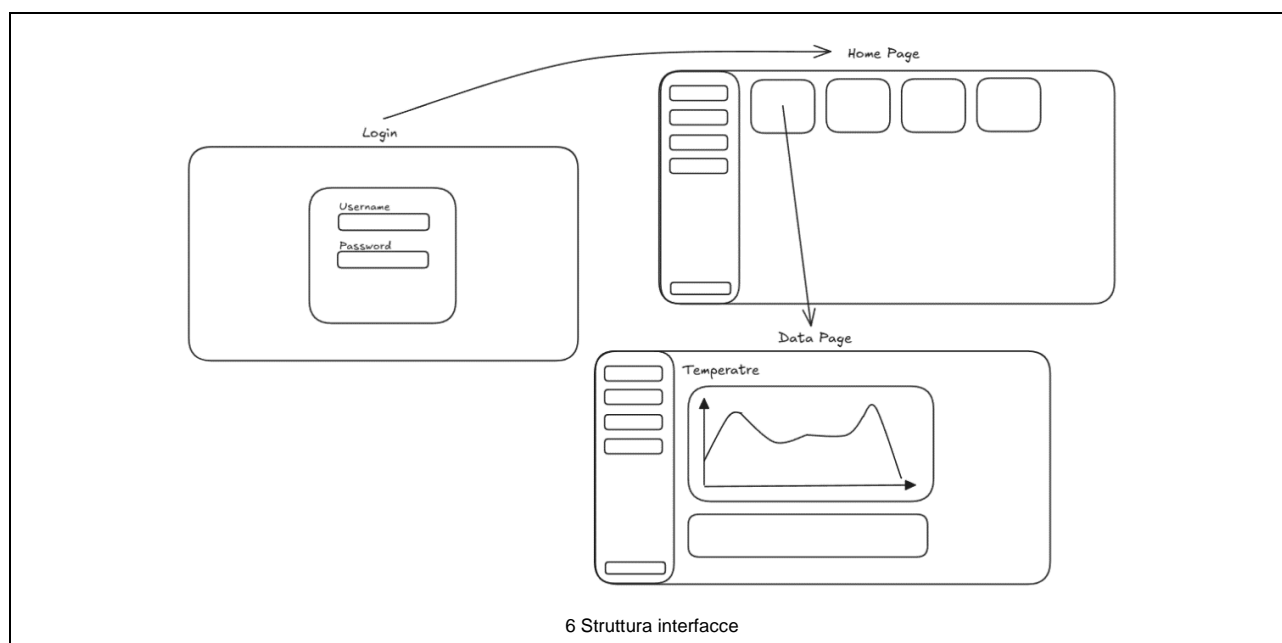 Home Page
Login
Username
Password
Data Page
Temperatre
6 Struttura interfacce